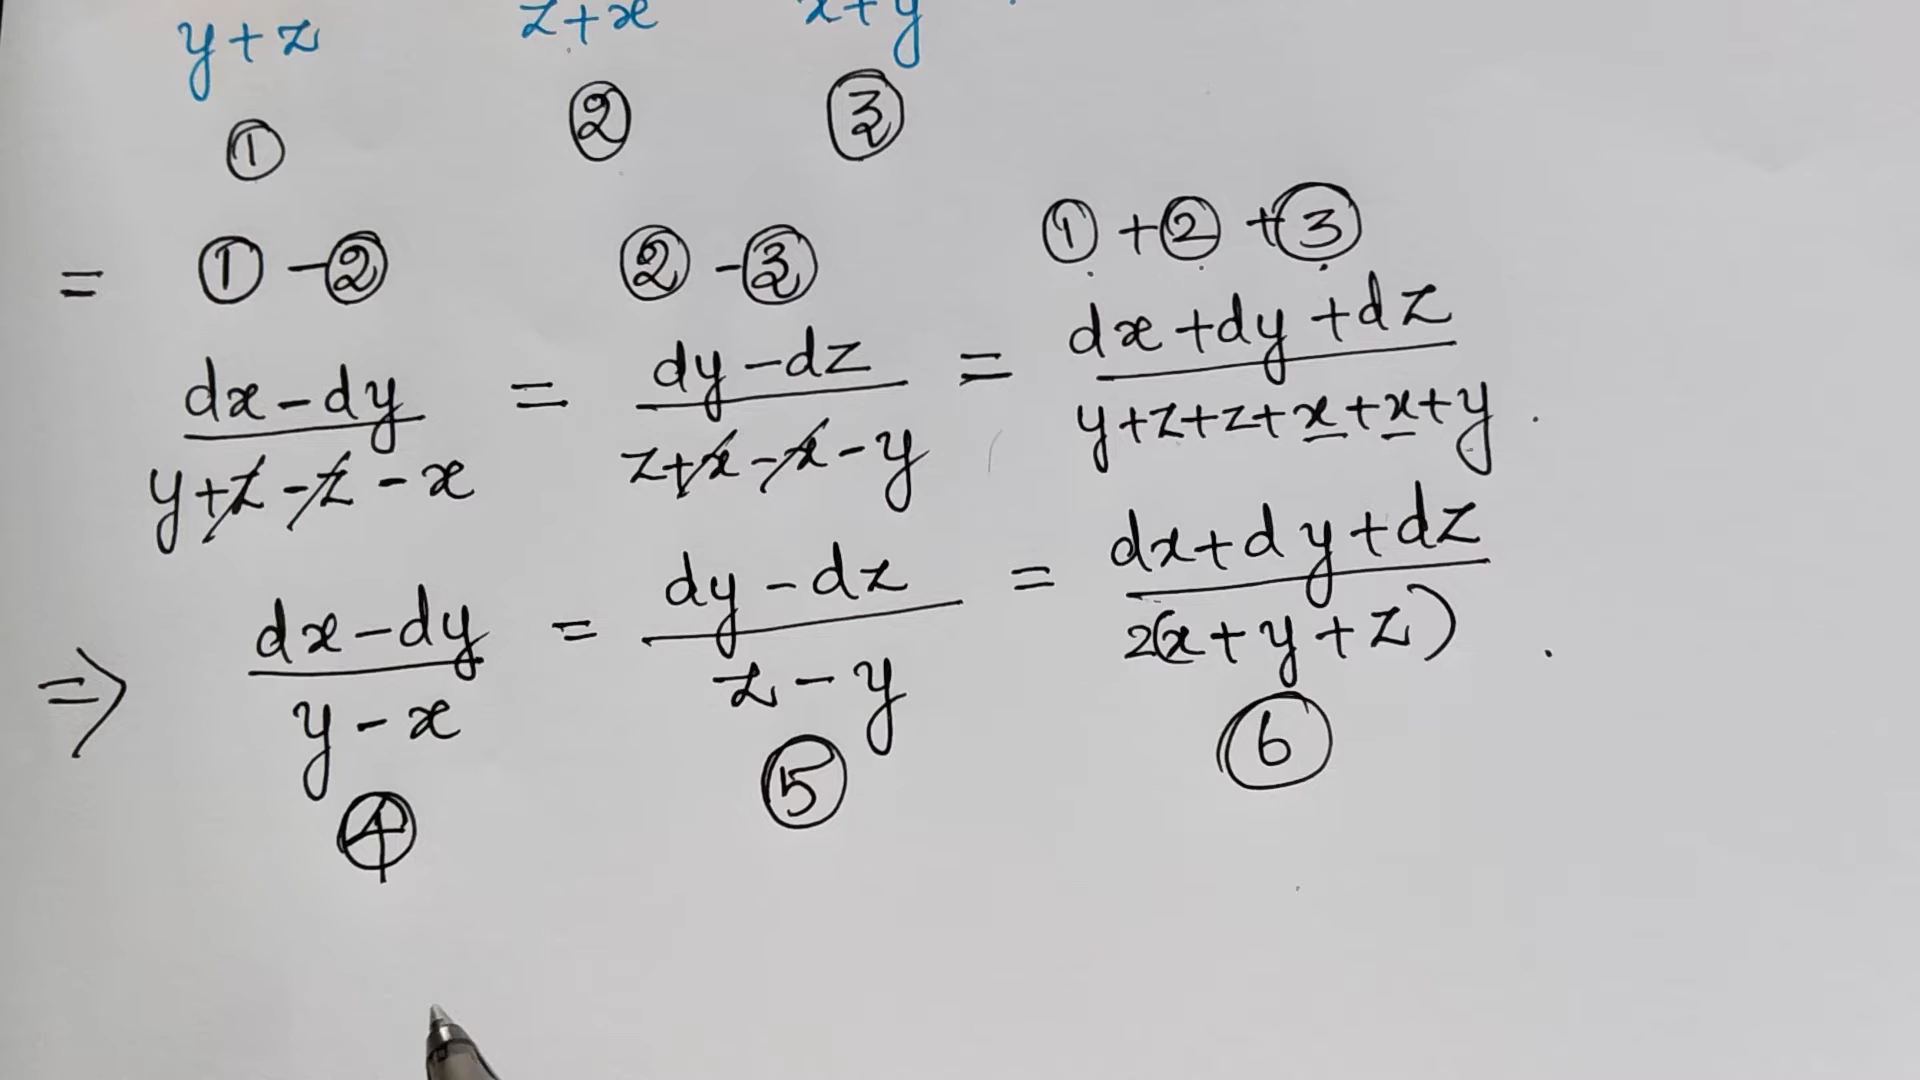 y+z z+x x+y
① ② ③
= ①-② ②-③ ①+②+③
dx-dy = dy-dz = dx+dy+dz
y+z-z-x z+x-x-y y+z+z+x+x+y.
⇒ dx-dy = dy-dz = dx+dy+dz
y-x z-y 2(x+y+z).
④ ⑤ ⑥